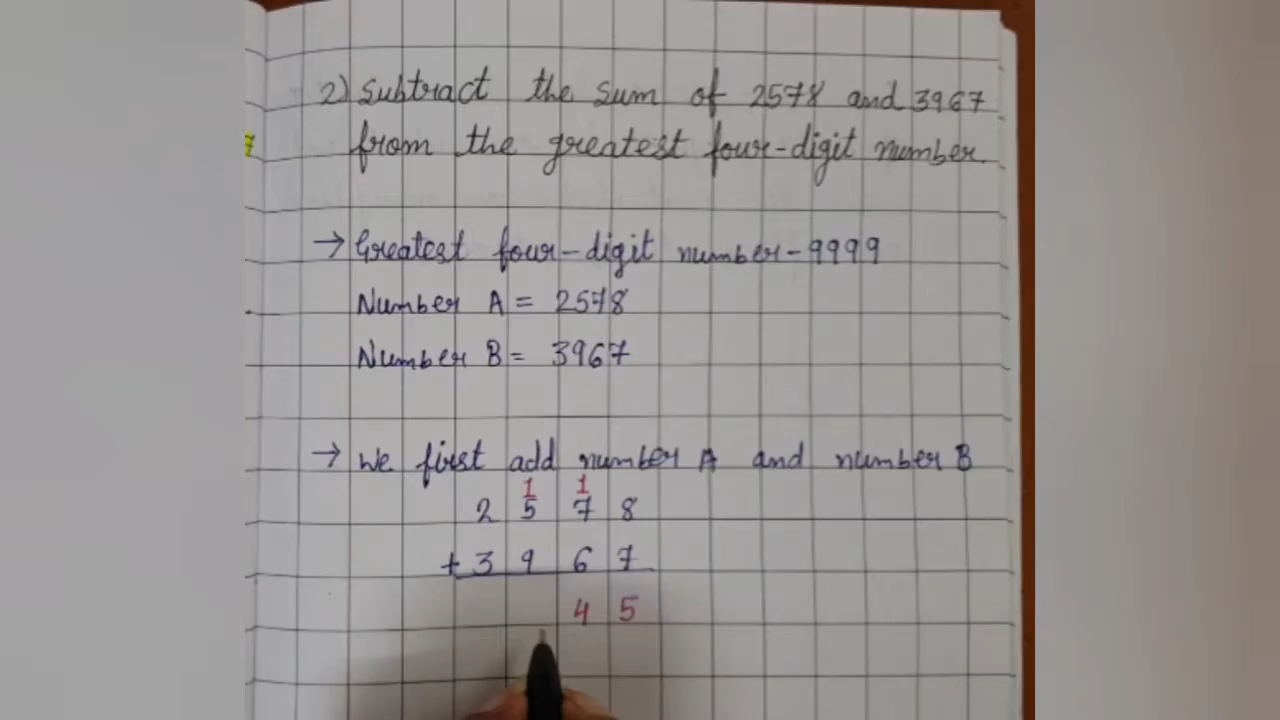 2) Subtract the sum of 2578 and 3967
from the greatest four-digit number.
→ Greatest four-digit number - 9999
Number A = 2578
Number B = 3967
→ We first add number A and number B
1 1
2 5 7 8
+ 3 9 6 7
4 5